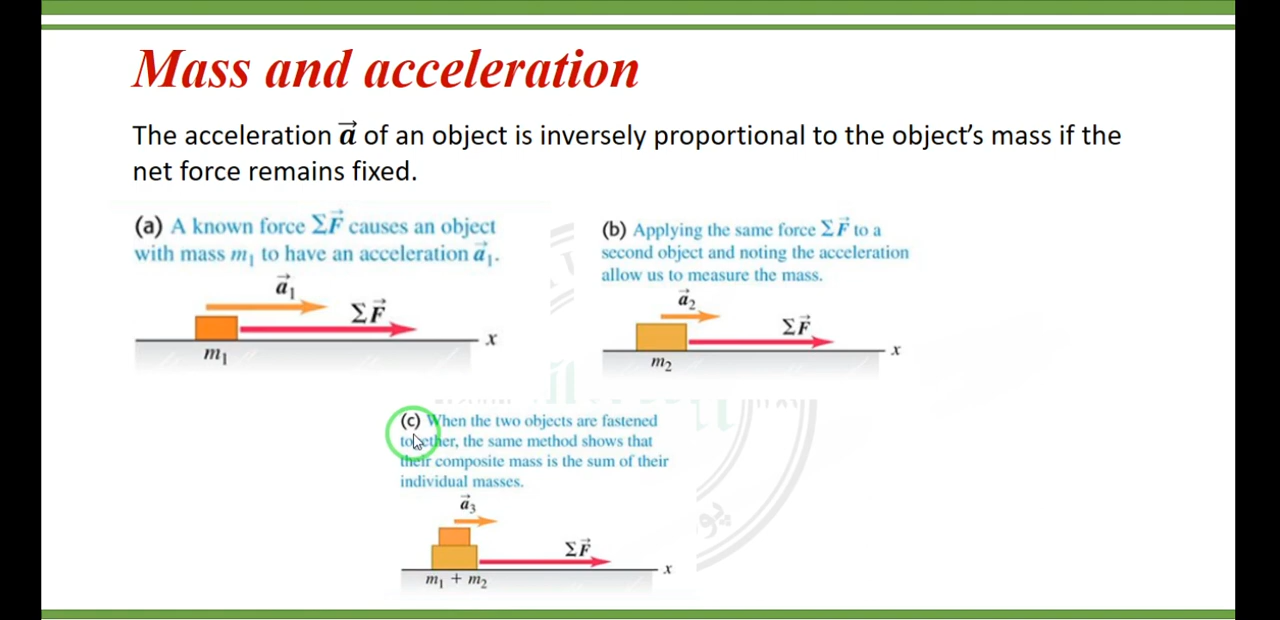 Mass and acceleration
The acceleration a⃗ of an object is inversely proportional to the object’s mass if the
net force remains fixed.
(a) A known force ΣF⃗ causes an object
with mass m₁ to have an acceleration a⃗₁.
a⃗₁
ΣF⃗
x
m₁
(b) Applying the same force ΣF⃗ to a
second object and noting the acceleration
allow us to measure the mass.
a⃗₂
ΣF⃗
x
m₂
(c) When the two objects are fastened
together, the same method shows that
their composite mass is the sum of their
individual masses.
a⃗₃
ΣF⃗
x
m₁ + m₂